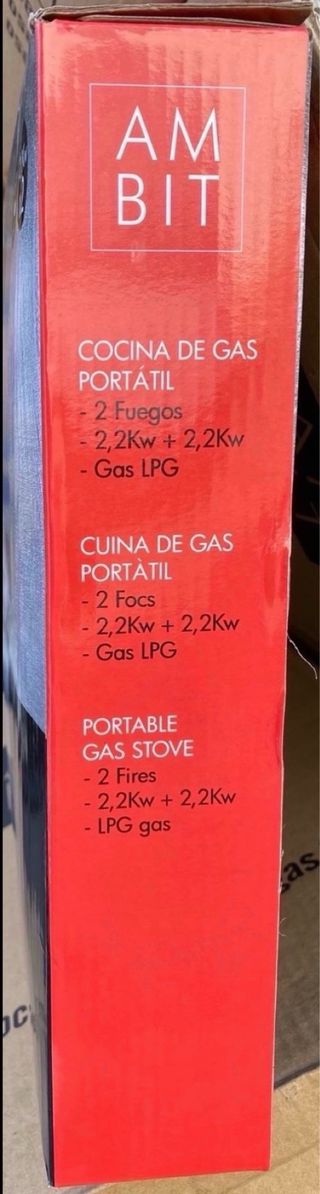 AM
BIT
COCINA DE GAS
PORTÁTIL
- 2 Fuegos
- 2,2Kw + 2,2Kw
- Gas LPG
CUINA DE GAS
PORTÀTIL
- 2 Focs
- 2,2Kw + 2,2Kw
- Gas LPG
PORTABLE
GAS STOVE
- 2 Fires
- 2,2Kw + 2,2Kw
- LPG gas